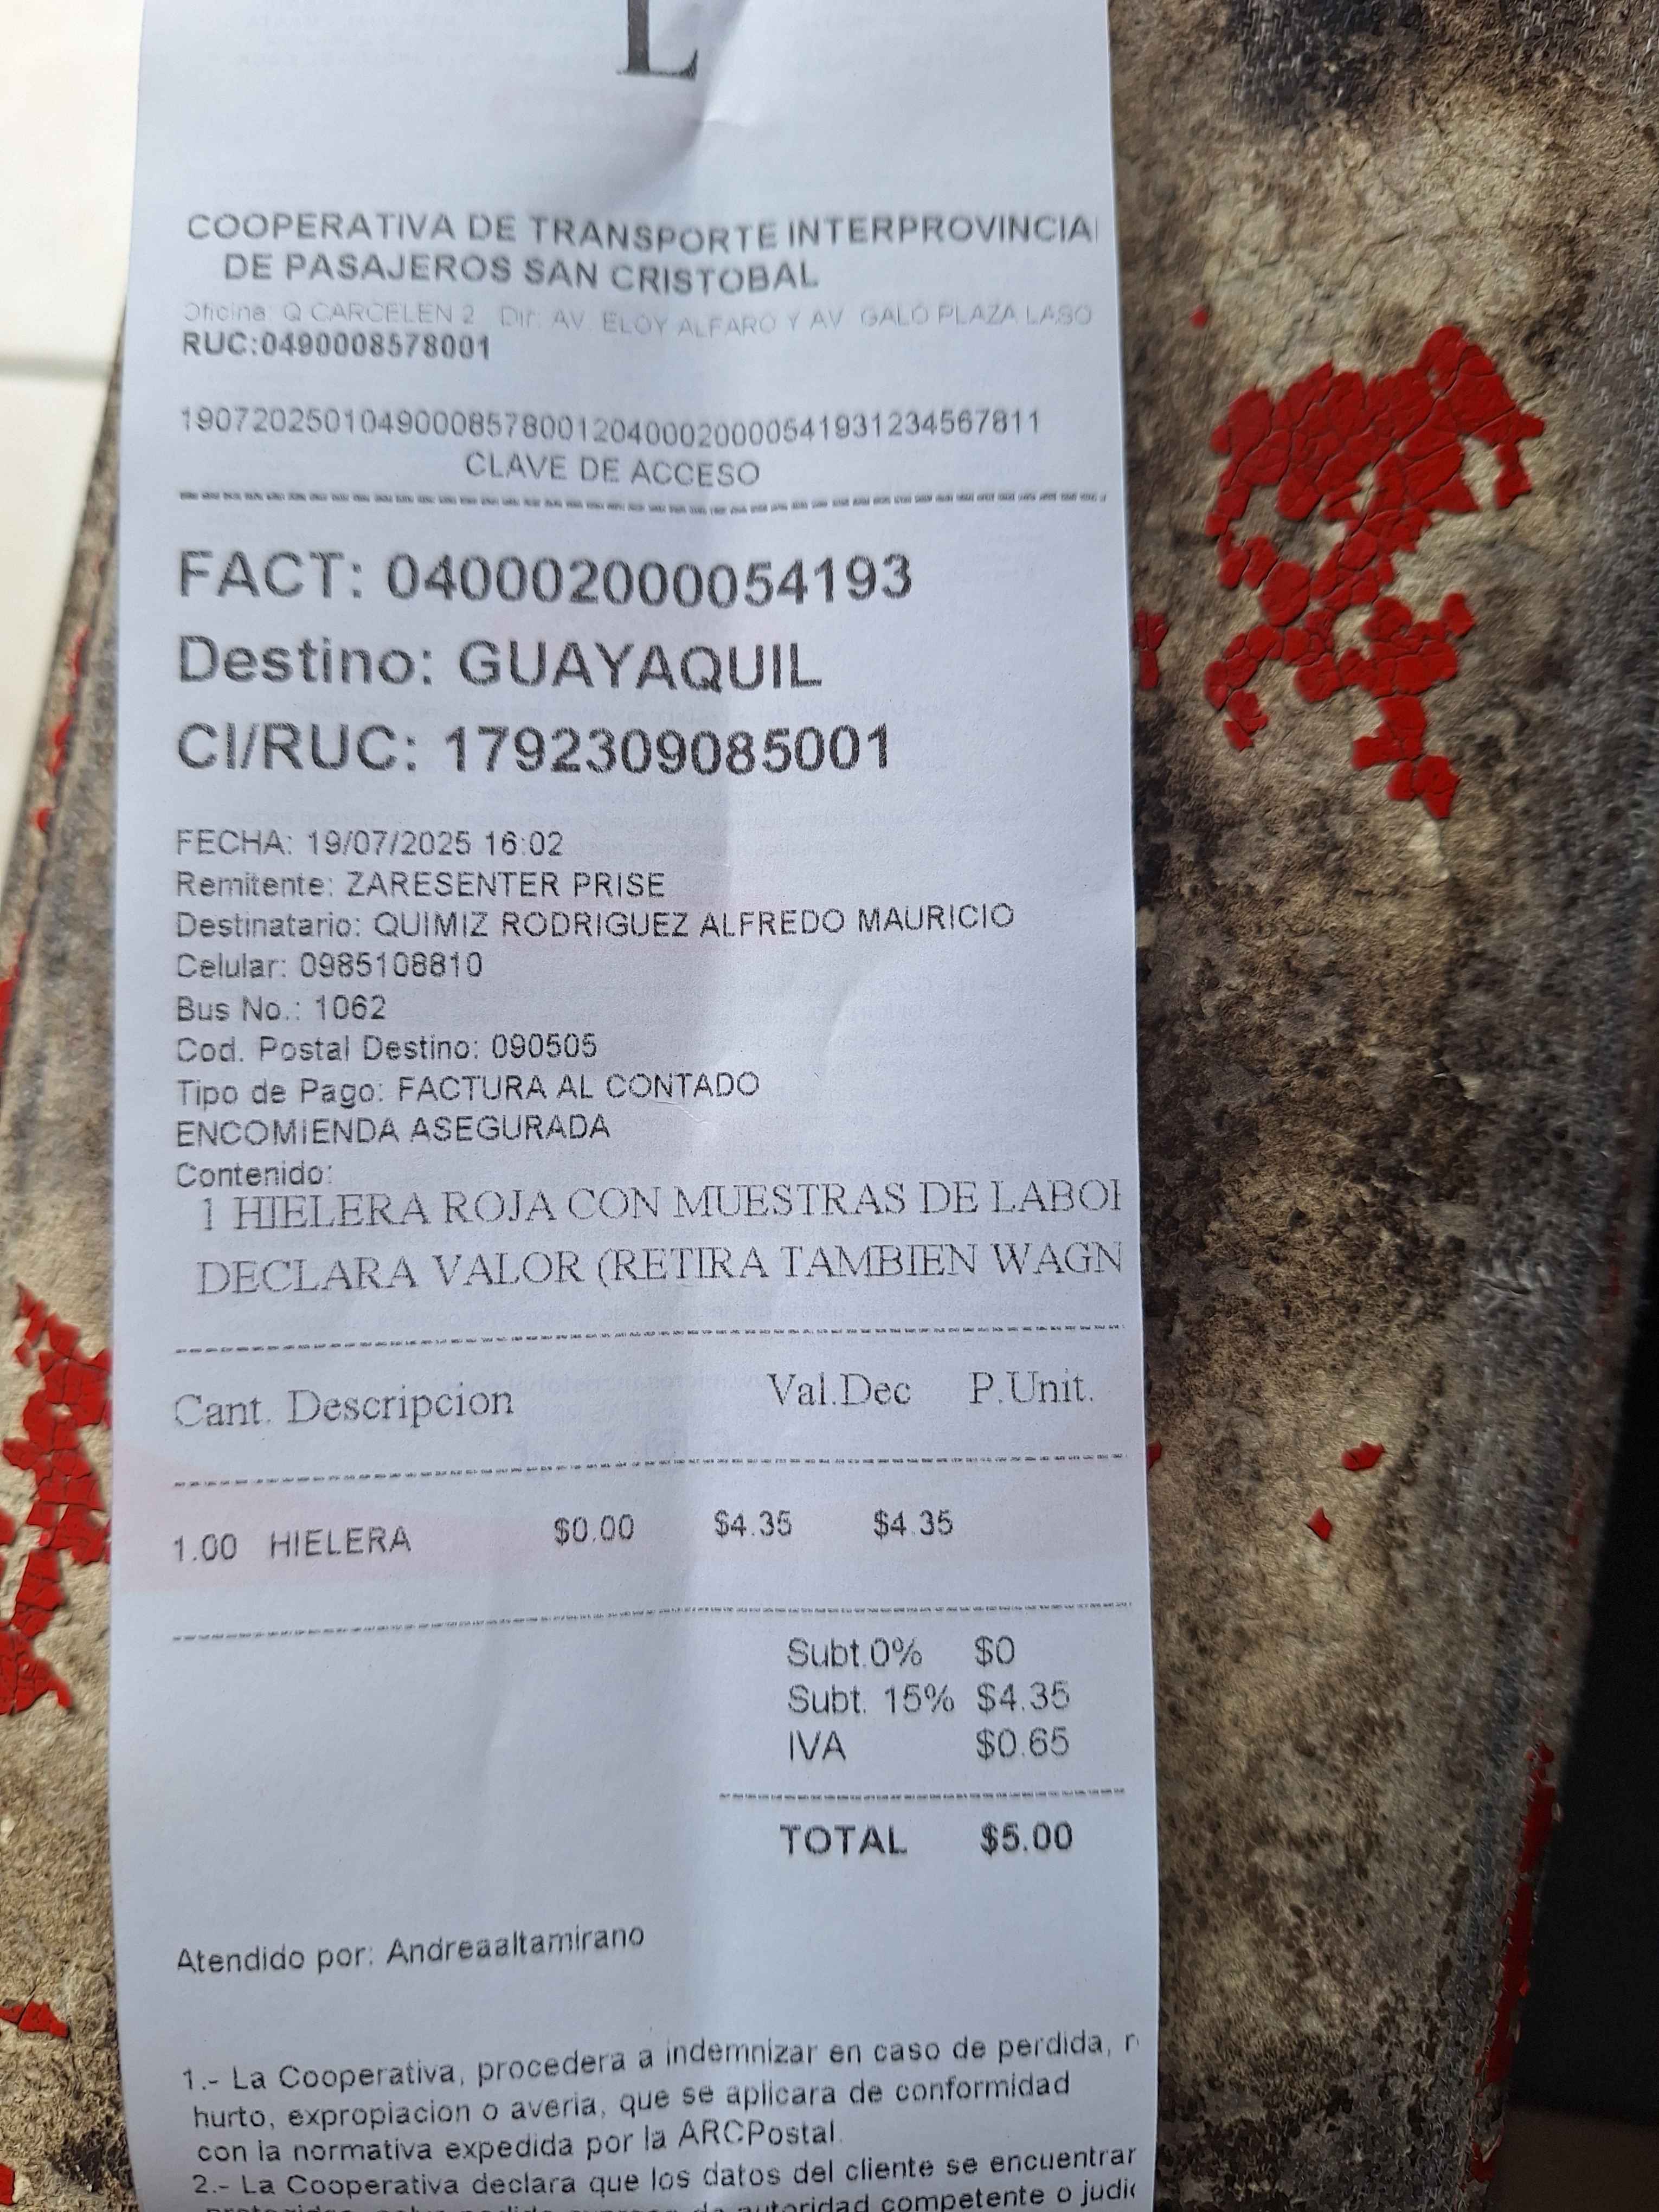 L
COOPERATIVA DE TRANSPORTE INTERPROVINCIAL
DE PASAJEROS SAN CRISTOBAL
Oficina: Q CARCELEN 2 Dir: AV. ELOY ALFARO Y AV. GALO PLAZA LASO
RUC:0490008578001
1907202501049000857800120400020000541931234567811
CLAVE DE ACCESO
FACT: 040002000054193
Destino: GUAYAQUIL
CI/RUC: 1792309085001
FECHA: 19/07/2025 16:02
Remitente: ZARESENTER PRISE
Destinatario: QUIMIZ RODRIGUEZ ALFREDO MAURICIO
Celular: 0985108810
Bus No.: 1062
Cod. Postal Destino: 090505
Tipo de Pago: FACTURA AL CONTADO
ENCOMIENDA ASEGURADA
Contenido:
1 HIELERA ROJA CON MUESTRAS DE LABO
DECLARA VALOR (RETIRA TAMBIEN WAGN
Cant. Descripcion Val.Dec P.Unit.
1.00 HIELERA $0.00 $4.35 $4.35
Subt.0% $0
Subt. 15% $4.35
IVA $0.65
TOTAL $5.00
Atendido por: Andreaaltamirano
1.- La Cooperativa, procedera a indemnizar en caso de perdida,
hurto, expropiacion o averia, que se aplicara de conformidad
con la normativa expedida por la ARCPostal.
2.- La Cooperativa declara que los datos del cliente se encuentrar
autoridad competente o judic